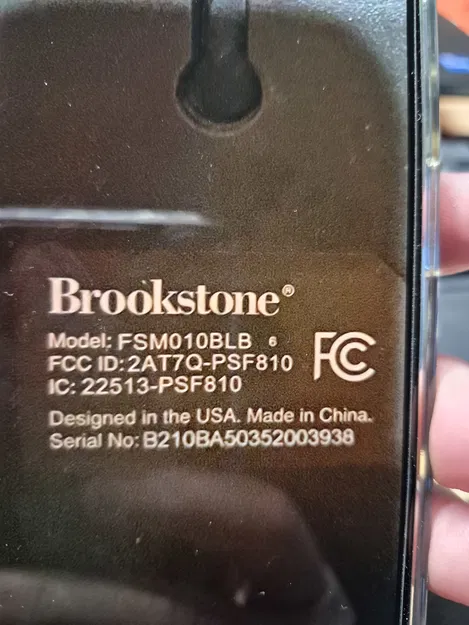 Brookstone®
Model: FSM010BLB 6
FCC ID: 2AT7Q-PSF810
IC: 22513-PSF810
FCC
Designed in the USA. Made in China.
Serial No: B210BA50352003938